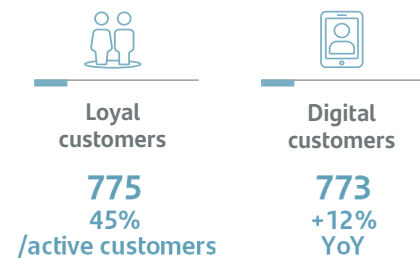 Loyal
customers
775
45%
/active customers
Digital
customers
773
+12%
YoY